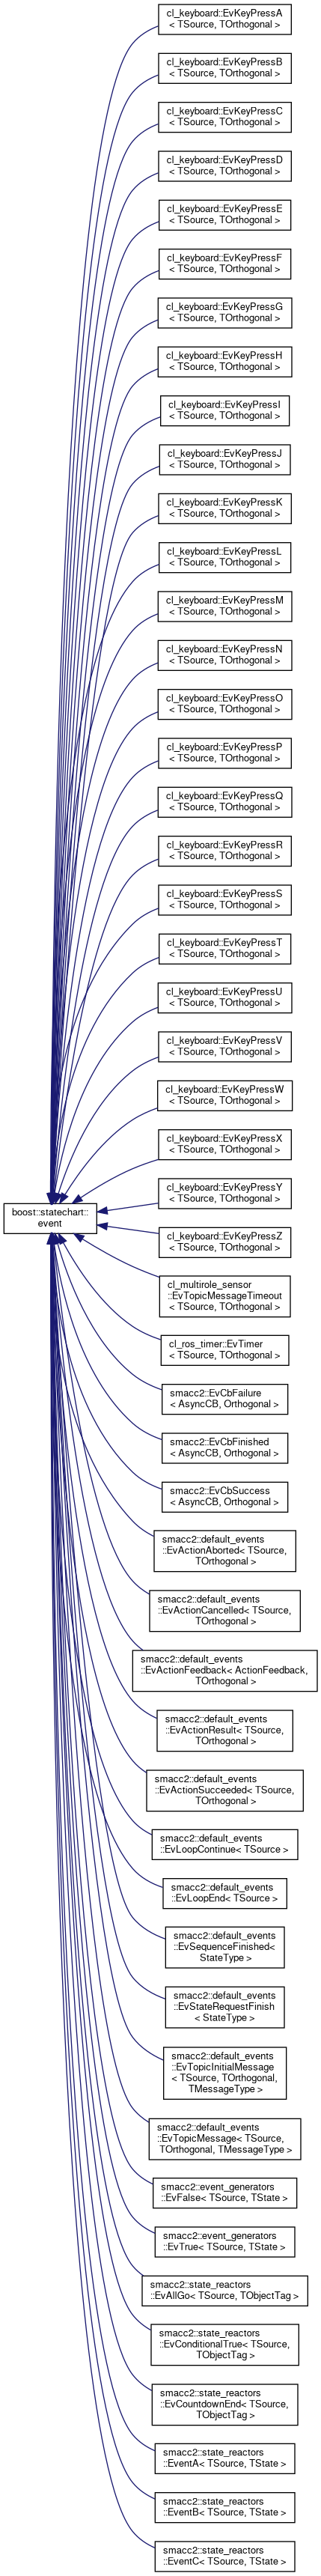 cl_keyboard::EvKeyPressA
< TSource, TOrthogonal >
cl_keyboard::EvKeyPressB
< TSource, TOrthogonal >
cl_keyboard::EvKeyPressC
< TSource, TOrthogonal >
cl_keyboard::EvKeyPressD
< TSource, TOrthogonal >
cl_keyboard::EvKeyPressE
< TSource, TOrthogonal >
cl_keyboard::EvKeyPressF
< TSource, TOrthogonal >
cl_keyboard::EvKeyPressG
< TSource, TOrthogonal >
cl_keyboard::EvKeyPressH
< TSource, TOrthogonal >
cl_keyboard::EvKeyPressI
< TSource, TOrthogonal >
cl_keyboard::EvKeyPressJ
< TSource, TOrthogonal >
cl_keyboard::EvKeyPressK
< TSource, TOrthogonal >
cl_keyboard::EvKeyPressL
< TSource, TOrthogonal >
cl_keyboard::EvKeyPressM
< TSource, TOrthogonal >
cl_keyboard::EvKeyPressN
< TSource, TOrthogonal >
cl_keyboard::EvKeyPressO
< TSource, TOrthogonal >
cl_keyboard::EvKeyPressP
< TSource, TOrthogonal >
cl_keyboard::EvKeyPressQ
< TSource, TOrthogonal >
cl_keyboard::EvKeyPressR
< TSource, TOrthogonal >
cl_keyboard::EvKeyPressS
< TSource, TOrthogonal >
cl_keyboard::EvKeyPressT
< TSource, TOrthogonal >
cl_keyboard::EvKeyPressU
< TSource, TOrthogonal >
cl_keyboard::EvKeyPressV
< TSource, TOrthogonal >
cl_keyboard::EvKeyPressW
< TSource, TOrthogonal >
cl_keyboard::EvKeyPressX
< TSource, TOrthogonal >
cl_keyboard::EvKeyPressY
< TSource, TOrthogonal >
boost::statechart::
event
cl_keyboard::EvKeyPressZ
< TSource, TOrthogonal >
cl_multirole_sensor
::EvTopicMessageTimeout
< TSource, TOrthogonal >
cl_ros_timer::EvTimer
< TSource, TOrthogonal >
smacc2::EvCbFailure
< AsyncCB, Orthogonal >
smacc2::EvCbFinished
< AsyncCB, Orthogonal >
smacc2::EvCbSuccess
< AsyncCB, Orthogonal >
smacc2::default_events
::EvActionAborted< TSource,
TOrthogonal >
smacc2::default_events
::EvActionCancelled< TSource,
TOrthogonal >
smacc2::default_events
::EvActionFeedback< ActionFeedback,
TOrthogonal >
smacc2::default_events
::EvActionResult< TSource,
TOrthogonal >
smacc2::default_events
::EvActionSucceeded< TSource,
TOrthogonal >
smacc2::default_events
::EvLoopContinue< TSource >
smacc2::default_events
::EvLoopEnd< TSource >
smacc2::default_events
::EvSequenceFinished<
StateType >
smacc2::default_events
::EvStateRequestFinish
< StateType >
smacc2::default_events
::EvTopicInitialMessage
< TSource, TOrthogonal,
TMessageType >
smacc2::default_events
::EvTopicMessage< TSource,
TOrthogonal, TMessageType >
smacc2::event_generators
::EvFalse< TSource, TState >
smacc2::event_generators
::EvTrue< TSource, TState >
smacc2::state_reactors
::EvAllGo< TSource, TObjectTag >
smacc2::state_reactors
::EvConditionalTrue< TSource,
TObjectTag >
smacc2::state_reactors
::EvCountdownEnd< TSource,
TObjectTag >
smacc2::state_reactors
::EventA< TSource, TState >
smacc2::state_reactors
::EventB< TSource, TState >
smacc2::state_reactors
::EventC< TSource, TState >